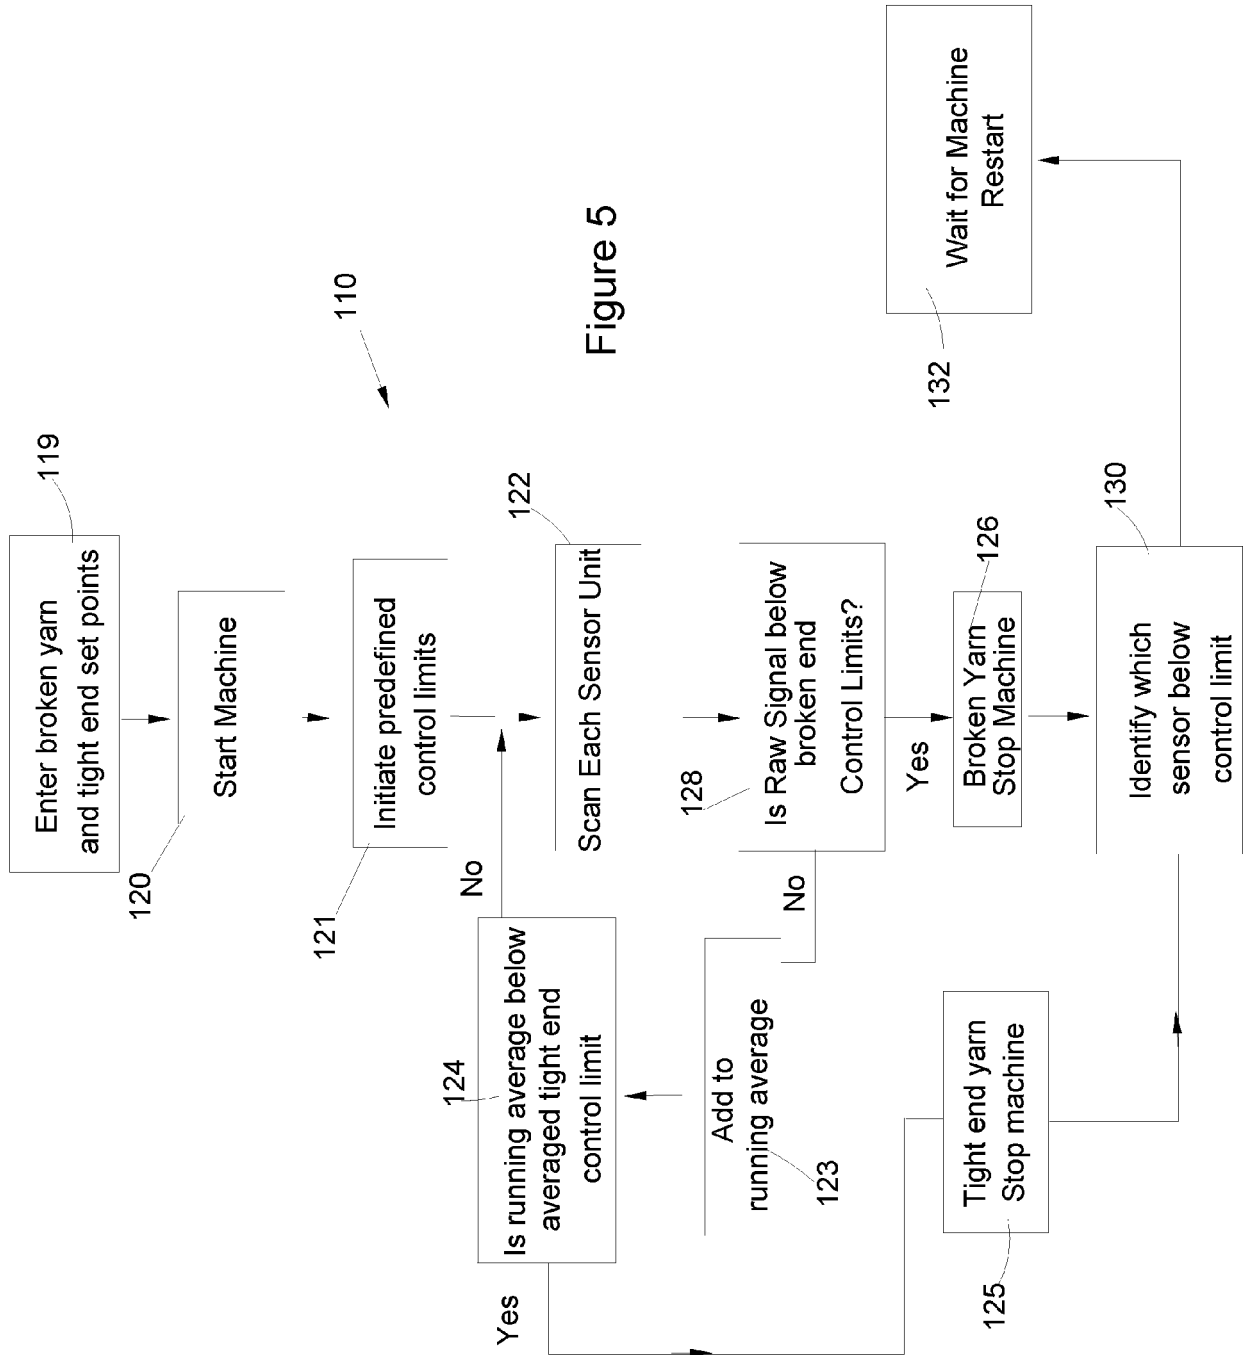 Enter broken yarn
and tight end set points
119
Start Machine
120
Initiate predefined
control limits
121
110
Scan Each Sensor Unit
122
Is Raw Signal below
broken end
Control Limits?
128
No
Yes
Add to
running average
123
Is running average below
averaged tight end
control limit
124
No
Yes
Broken Yarn
Stop Machine
126
Tight end yarn
Stop machine
125
Identify which
sensor below
control limit
130
Wait for Machine
Restart
132
Figure 5